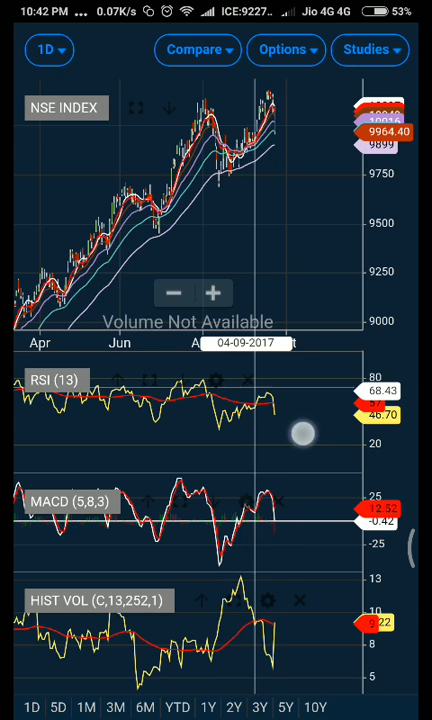 10:42 PM ... 0.07K/s ICE:9227.. Jio 4G 4G 53%
1D Compare Options Studies
NSE INDEX
10016
9964.40
9899
9750
9500
9250
Volume Not Available
9000
Apr Jun A 04-09-2017 t
RSI (13)
80
68.43
57
46.70
20
MACD (5,8,3)
25
12.52
-0.42
-25
HIST VOL (C,13,252,1)
13
10
9 22
8
5
1D 5D 1M 3M 6M YTD 1Y 2Y 3Y 5Y 10Y